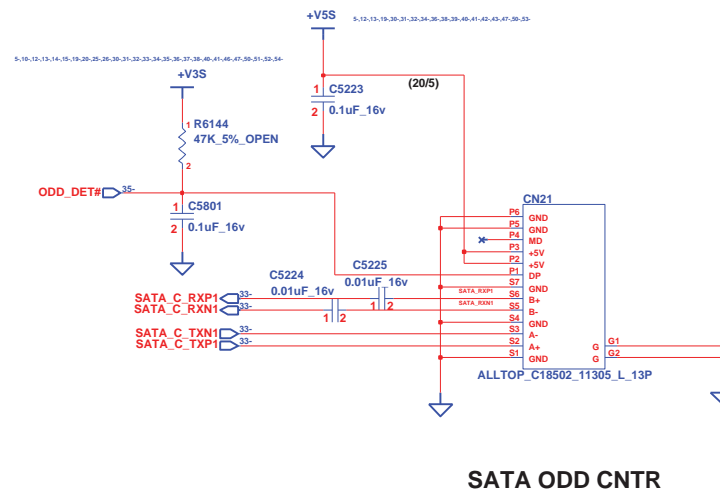 +V5S
5-,12-,13-,19-,30-,31-,32-,34-,36-,37-,39-,40-,41-,42-,43-,47-,50-,53-
5-,10-,12-,13-,14-,15-,19-,20-,25-,26-,30-,31-,32-,33-,34-,35-,36-,37-,38-,40-,41-,46-,47-,50-,51-,52-,54-
+V3S
(20/5)
1 C5223
2 0.1uF_16v
1 R6144
47K_5%_OPEN
2
ODD_DET# 35-
1 C5801
2 0.1uF_16v
CN21
P6 GND
P5 GND
P4 MD
P3 +5V
P2 +5V
P1 DP
S7 GND
C5225
0.01uF_16v
C5224
0.01uF_16v
SATA_C_RXP1 33- 1 2 SATA_RXP1 S6 B+
SATA_C_RXN1 33- 1 2 SATA_RXN1 S5 B-
S4 GND
SATA_C_TXN1 33- S3 A-
SATA_C_TXP1 33- S2 A+ G G1
S1 GND G G2
ALLTOP_C18502_11305_L_13P
SATA ODD CNTR